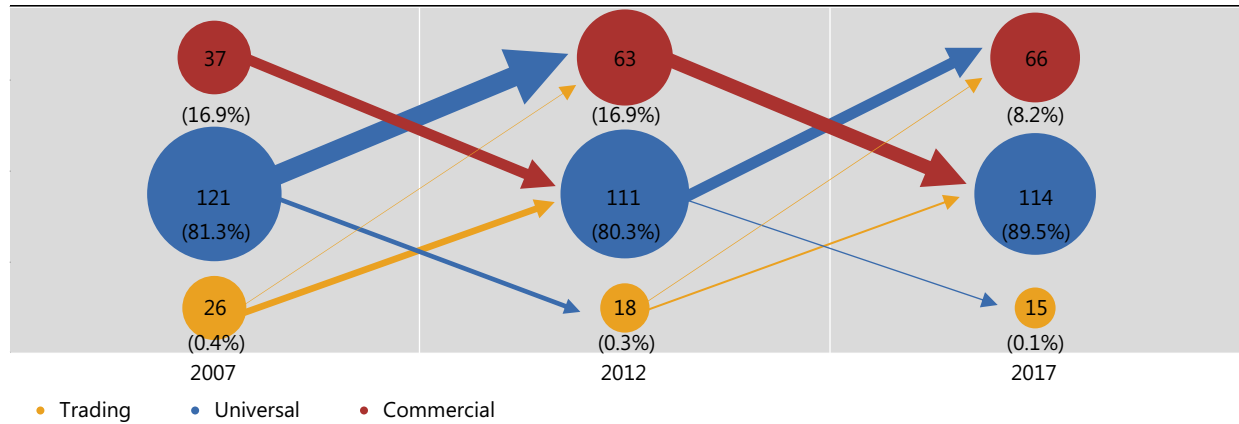 37 63 66
(16.9%) (16.9%) (8.2%)
121 111 114
(81.3%) (80.3%) (89.5%)
26 18 15
(0.4%) (0.3%) (0.1%)
2007 2012 2017
• Trading • Universal • Commercial